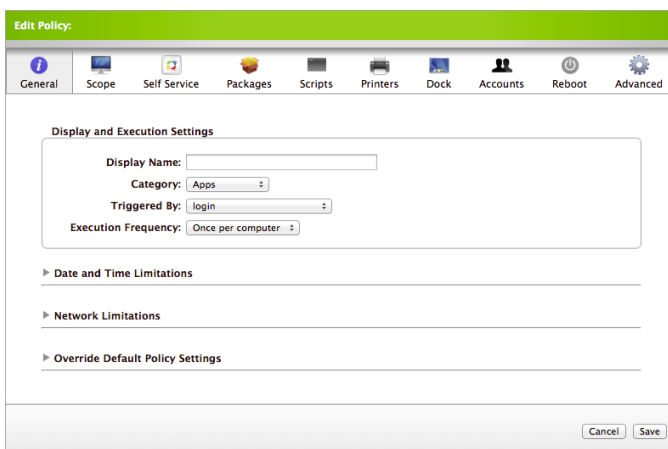 Edit Policy:
General Scope Self Service Packages Scripts Printers Dock Accounts Reboot Advanced
Display and Execution Settings
Display Name:
Category: Apps
Triggered By: login
Execution Frequency: Once per computer
Date and Time Limitations
Network Limitations
Override Default Policy Settings
Cancel Save